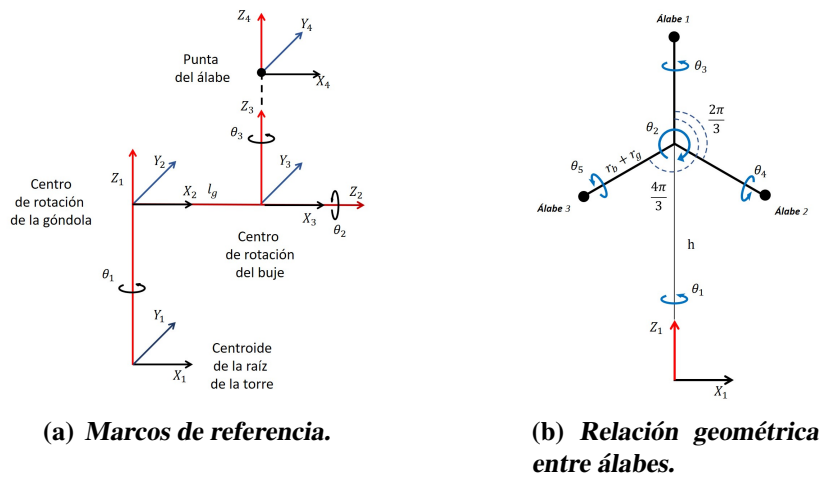 Z₄
Y₄
Punta
del álabe
X₄
Z₃
θ₃
Y₂
Y₃
Z₁
Centro
de rotación
de la góndola
X₂
l_g
Z₂
X₃
θ₂
Centro
de rotación
del buje
θ₁
Y₁
Centroide
de la raíz
de la torre
X₁
(a) Marcos de referencia.
Álabe 1
θ₃
2π/3
θ₂
r_b + r_g
θ₅
θ₄
4π/3
Álabe 3
Álabe 2
h
θ₁
Z₁
X₁
(b) Relación geométrica
entre álabes.